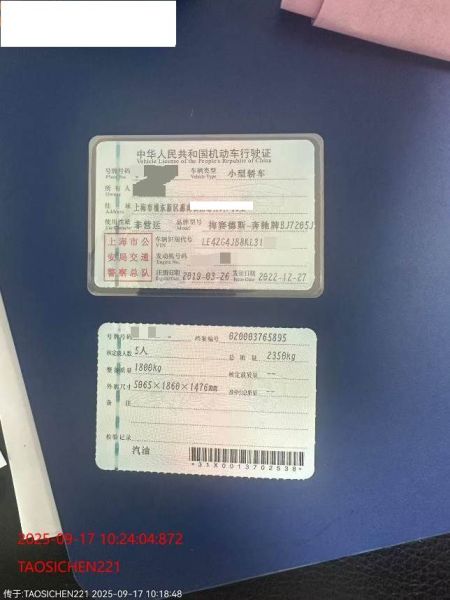 中华人民共和国机动车行驶证
Vehicle License of the People's Republic of China
号牌号码 车辆类型 小型轿车
Plate No. Vehicle Type
所有人
Owner
住址 上海市浦东新区
Address
使用性质 非营运 品牌型号 梅赛德斯-奔驰牌BJ7205
上海市公 车辆识别代号 LE4ZG4JB8KL31
安局交通 VIN
警察总队 发动机号码
Engine No.
注册日期 2019-03-26 发证日期 2022-12-27
Register Date Issue Date
号牌号码 档案编号 020003765895
核定载人数 5人 总质量 2350kg
整备质量 1800kg 核定载质量 --
外廓尺寸 5065×1860×1476mm 准牵引总质量 --
备注
检验记录
汽油
*31X0013702538*
2025-09-17 10:24:04:872
TAOSICHEN221
传于:TAOSICHEN221 2025-09-17 10:18:48